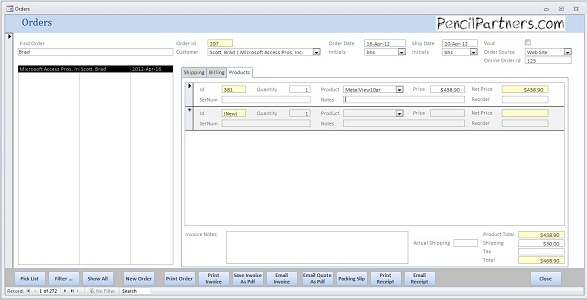 Orders
Orders PencilPartners.com
Find Order Order Id 297 Order Date 16-Apr-12 Ship Date 20-Apr-12 Void
Brad Customer Scott, Brad | Microsoft Access Pros, Inc. Initials bhs Initials bhs Order Source Web Site
Online Order Id 123
Microsoft Access Pros, In Scott, Brad 2012-Apr-16
Shipping Billing Products
Id 381 Quantity 1 Product MetalView10gr Price $438.90 Net Price $438.90
SerNum Notes Reorder
Id (New) Quantity 1 Product Price Net Price
SerNum Notes Reorder
Invoice Notes Product Total $438.90
Actual Shipping Shipping $30.00
Tax
Total $468.90
Pick List Filter ... Show All New Order Print Order Print Invoice Save Invoice As Pdf Email Invoice Email Quote As Pdf Packing Slip Print Receipt Email Receipt Close
Record: 1 of 272 No Filter Search